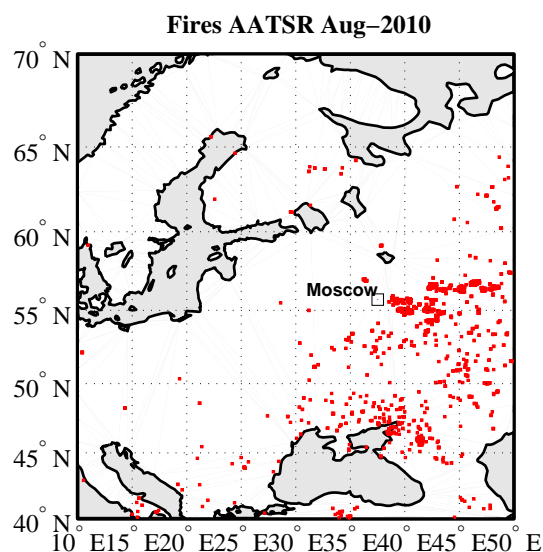 Fires AATSR Aug−2010
70° N
65° N
60° N
Moscow
55° N
50° N
45° N
40° N
10° E15° E20° E25° E30° E35° E40° E45° E50° E